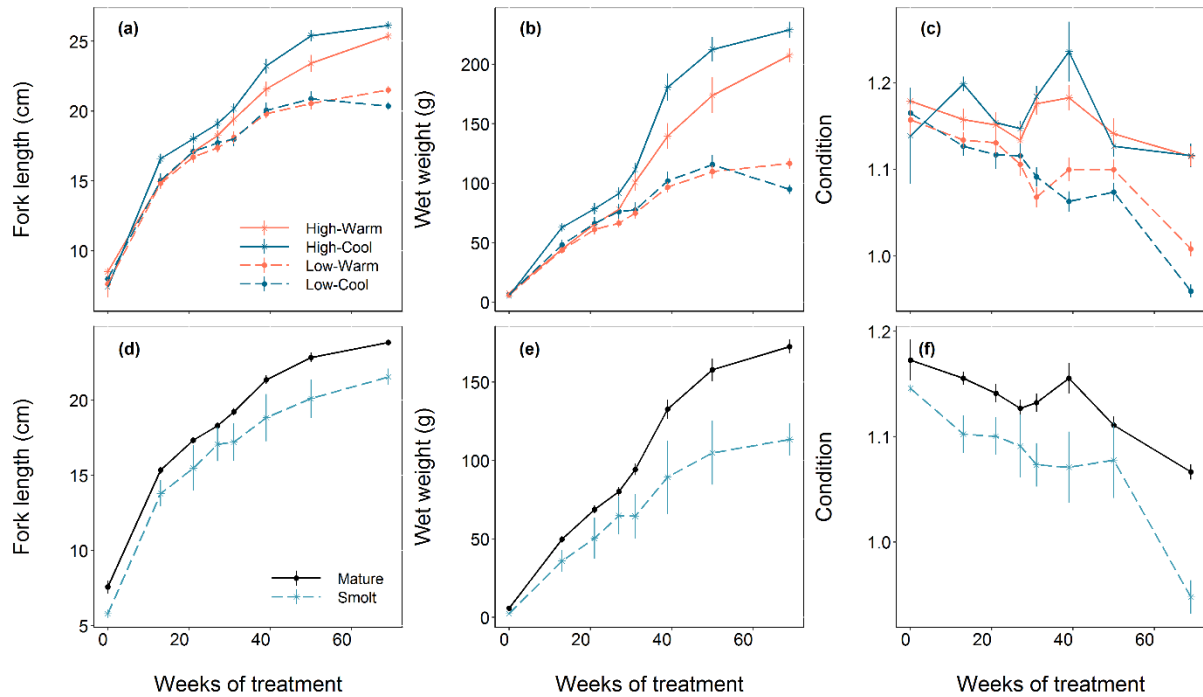 (a)
Fork length (cm)
25
20
15
10
High-Warm
High-Cool
Low-Warm
Low-Cool
(b)
Wet weight (g)
200
150
100
50
0
(c)
Condition
1.2
1.1
1.0
(d)
Fork length (cm)
20
15
10
5
Mature
Smolt
0 20 40 60
Weeks of treatment
(e)
Wet weight (g)
150
100
50
0
0 20 40 60
Weeks of treatment
(f)
Condition
1.2
1.1
1.0
0 20 40 60
Weeks of treatment